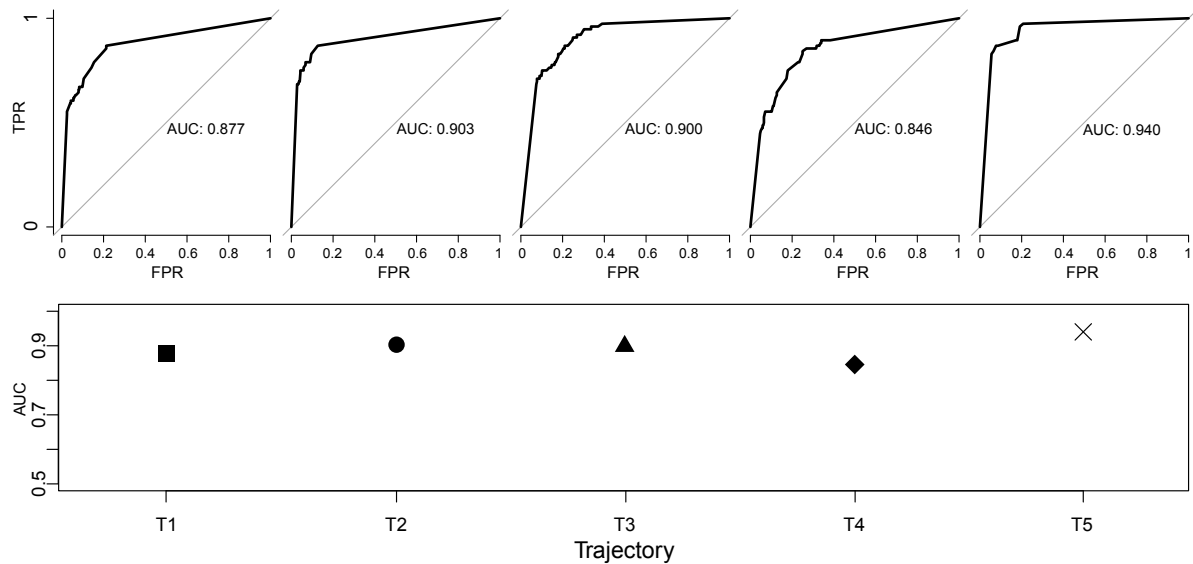 1
TPR
0
AUC: 0.877
AUC: 0.903
AUC: 0.900
AUC: 0.846
AUC: 0.940
0 0.2 0.4 0.6 0.8 1
0 0.2 0.4 0.6 0.8 1
0 0.2 0.4 0.6 0.8 1
0 0.2 0.4 0.6 0.8 1
0 0.2 0.4 0.6 0.8 1
FPR
FPR
FPR
FPR
FPR
0.9
0.7
0.5
AUC
T1 T2 T3 T4 T5
Trajectory